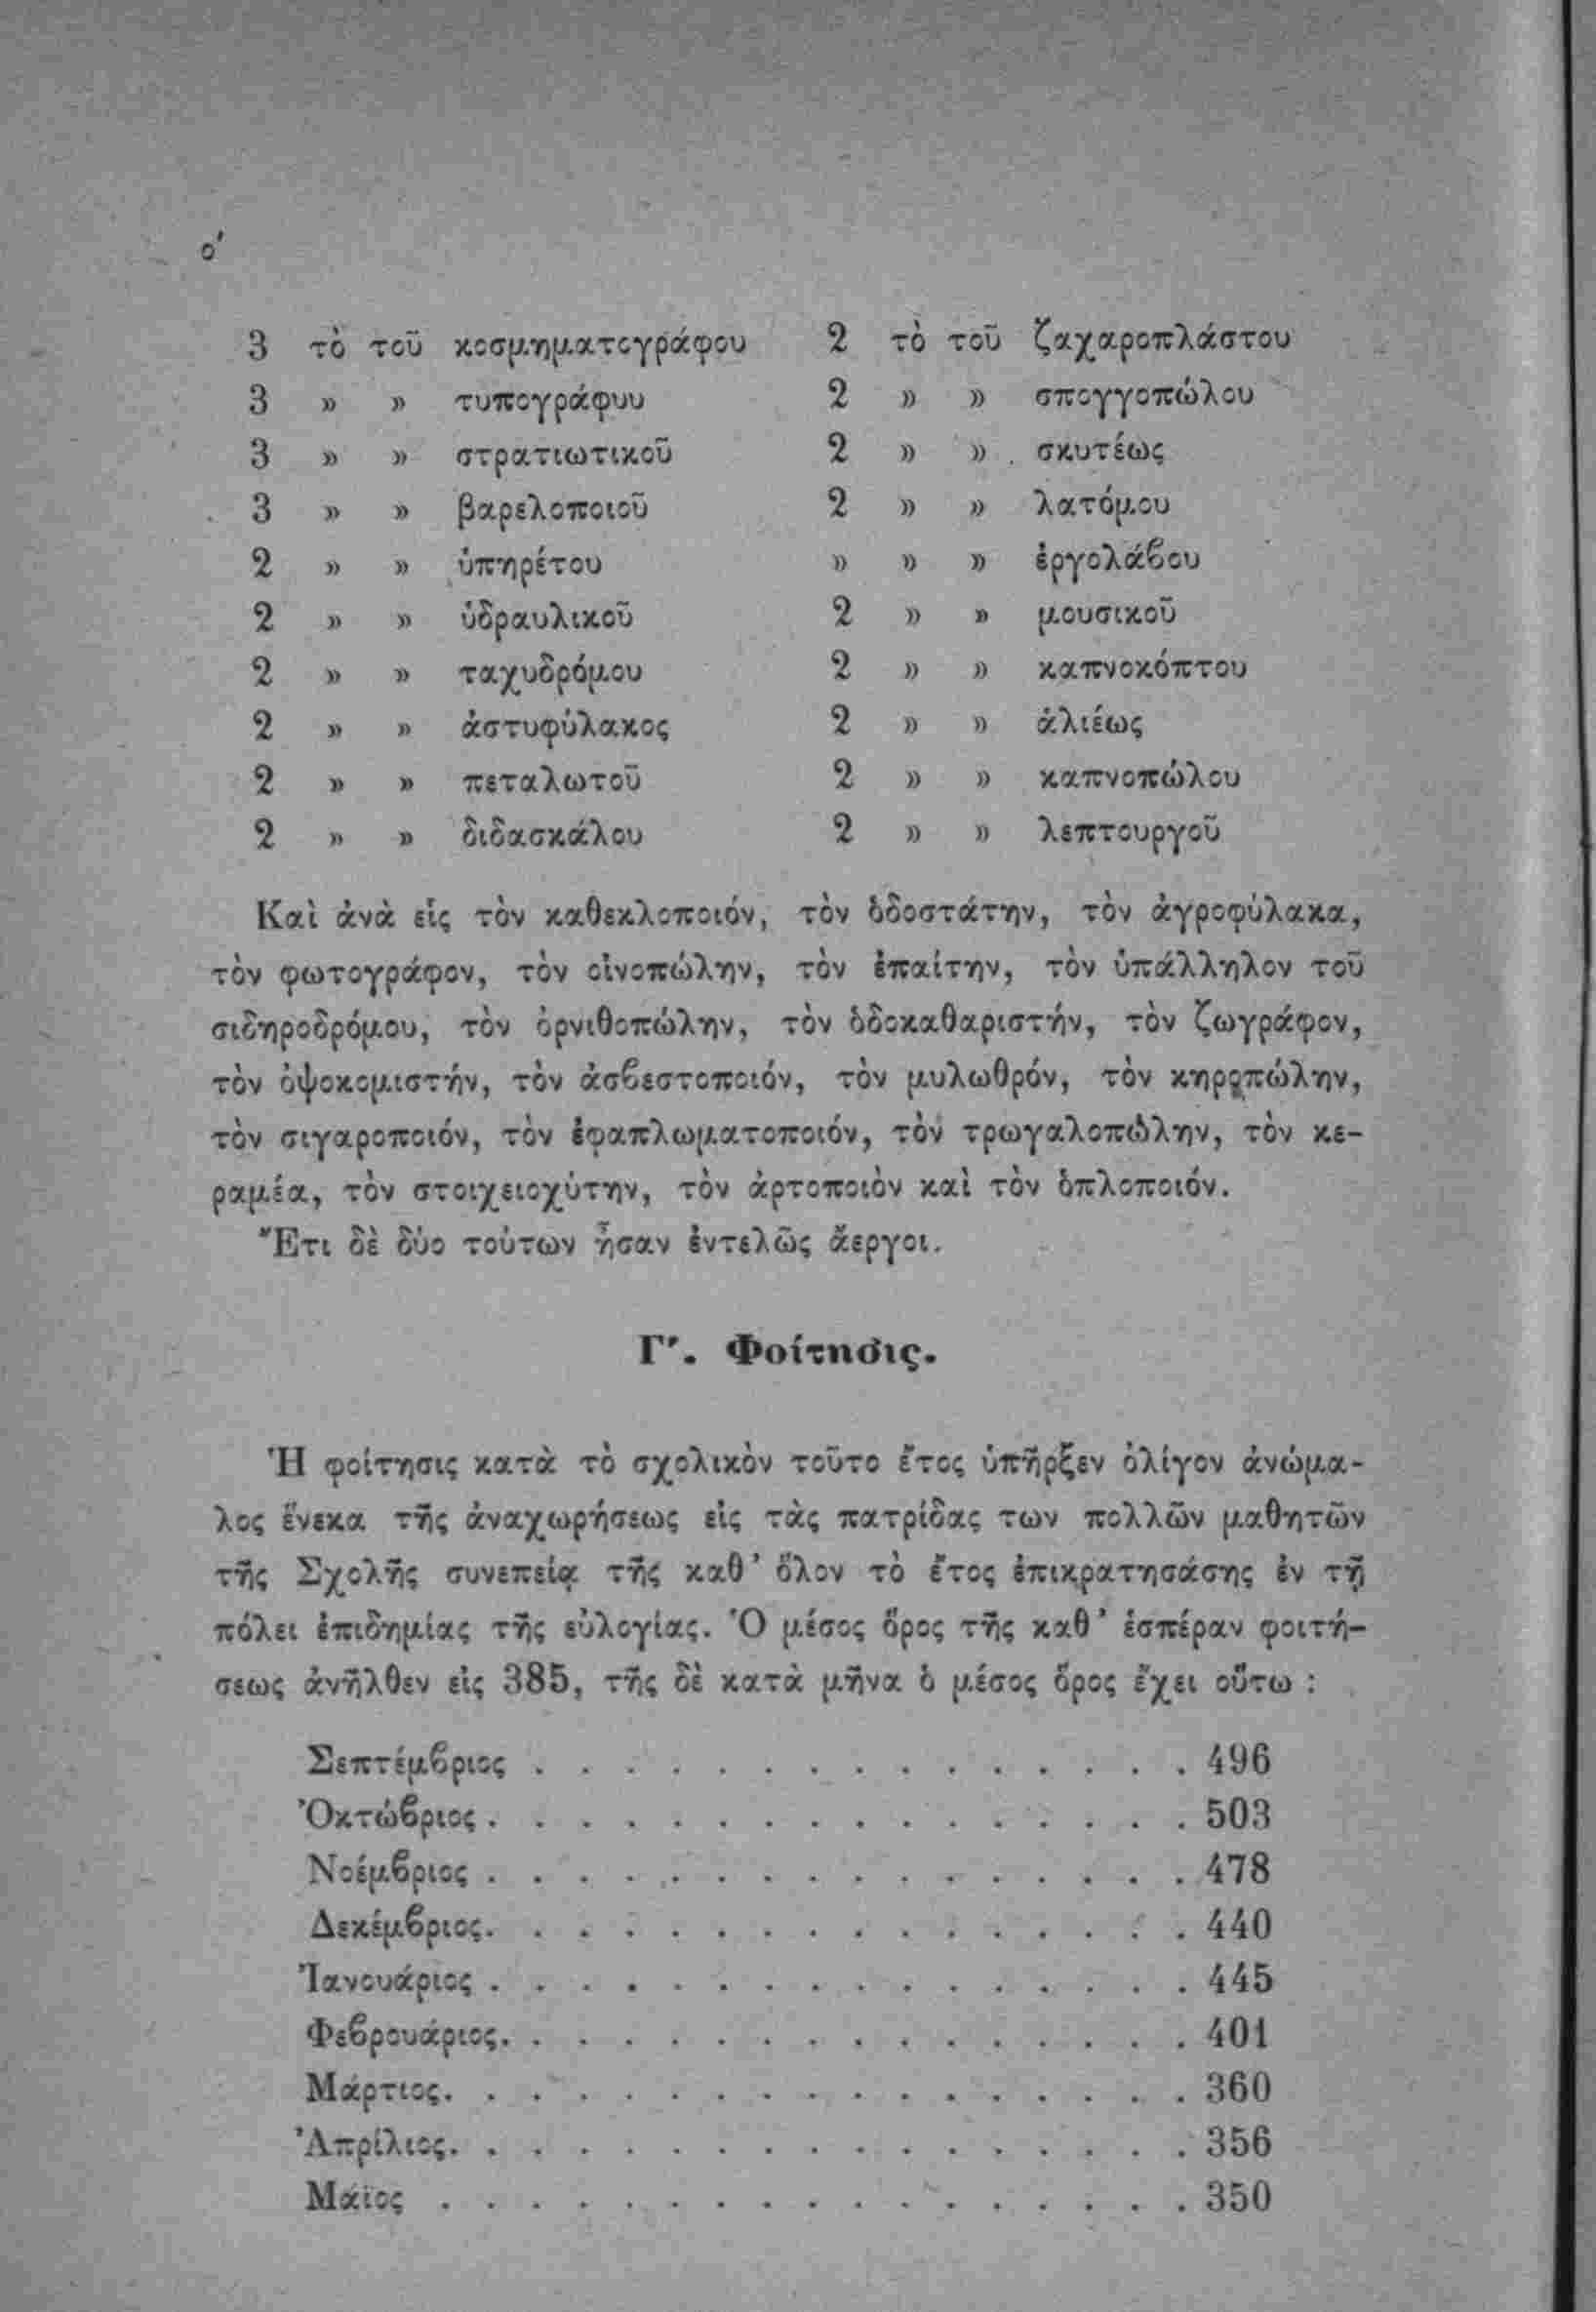 ο′
3 τὸ τοῦ κοσμηματογράφου 2 τὸ τοῦ ζαχαροπλάστου
3 » » τυπογράφυυ 2 » » σπογγοπώλου
3 » » στρατιωτικοῦ 2 » » σκυτέως
3 » » βαρελοποιοῦ 2 » » λατόμου
2 » » ὑπηρέτου » » » ἐργολάϐου
2 » » ὑδραυλικοῦ 2 » » μουσικοῦ
2 » » ταχυδρόμου 2 » » καπνοκόπτου
2 » » ἀστυφύλακος 2 » » ἁλιέως
2 » » πεταλωτοῦ 2 » » καπνοπώλου
2 » » διδασκάλου 2 » » λεπτουργοῦ
Καὶ ἀνὰ εἷς τὸν καθεκλοποιόν, τὸν ὁδοστάτην, τὸν ἀγροφύλακα,
τὸν φωτογράφον, τὸν οἰνοπώλην, τὸν ἐπαίτην, τὸν ὑπάλληλον τοῦ
σιδηροδρόμου, τὸν ὀρνιθοπώλην, τὸν ὁδοκαθαριστήν, τὸν ζωγράφον,
τὸν ὀψοκομιστήν, τὸν ἀσϐεστοποιόν, τὸν μυλωθρόν, τὸν κηροπώλην,
τὸν σιγαροποιόν, τὸν ἐφαπλωματοποιόν, τὸν τρωγαλοπώλην, τὸν κε-
ραμέα, τὸν στοιχειοχύτην, τὸν ἀρτοποιὸν καὶ τὸν ὁπλοποιόν.
Ἔτι δὲ δύο τούτων ἦσαν ἐντελῶς ἄεργοι.
Γ′. Φοίτησις.
Ἡ φοίτησις κατὰ τὸ σχολικὸν τοῦτο ἔτος ὑπῆρξεν ὀλίγον ἀνώμα-
λος ἕνεκα τῆς ἀναχωρήσεως εἰς τὰς πατρίδας των πολλῶν μαθητῶν
τῆς Σχολῆς συνεπείᾳ τῆς καθ’ ὅλον τὸ ἔτος ἐπικρατησάσης ἐν τῇ
πόλει ἐπιδημίας τῆς εὐλογίας. Ὁ μέσος ὅρος τῆς καθ’ ἑσπέραν φοιτή-
σεως ἀνῆλθεν εἰς 385, τῆς δὲ κατὰ μῆνα ὁ μέσος ὅρος ἔχει οὕτω :
Σεπτέμϐριος . . . . . . . . . . . . . . . 496
Ὀκτώϐριος . . . . . . . . . . . . . . . . 503
Νοέμϐριος . . . . . . . . . . . . . . . . 478
Δεκέμϐριος. . . . . . . . . . . . . . . . 440
Ἰανουάριος . . . . . . . . . . . . . . . . 445
Φεϐρουάριος. . . . . . . . . . . . . . . . 401
Μάρτιος. . . . . . . . . . . . . . . . . 360
Ἀπρίλιος. . . . . . . . . . . . . . . . . 356
Μάϊος . . . . . . . . . . . . . . . . . 350